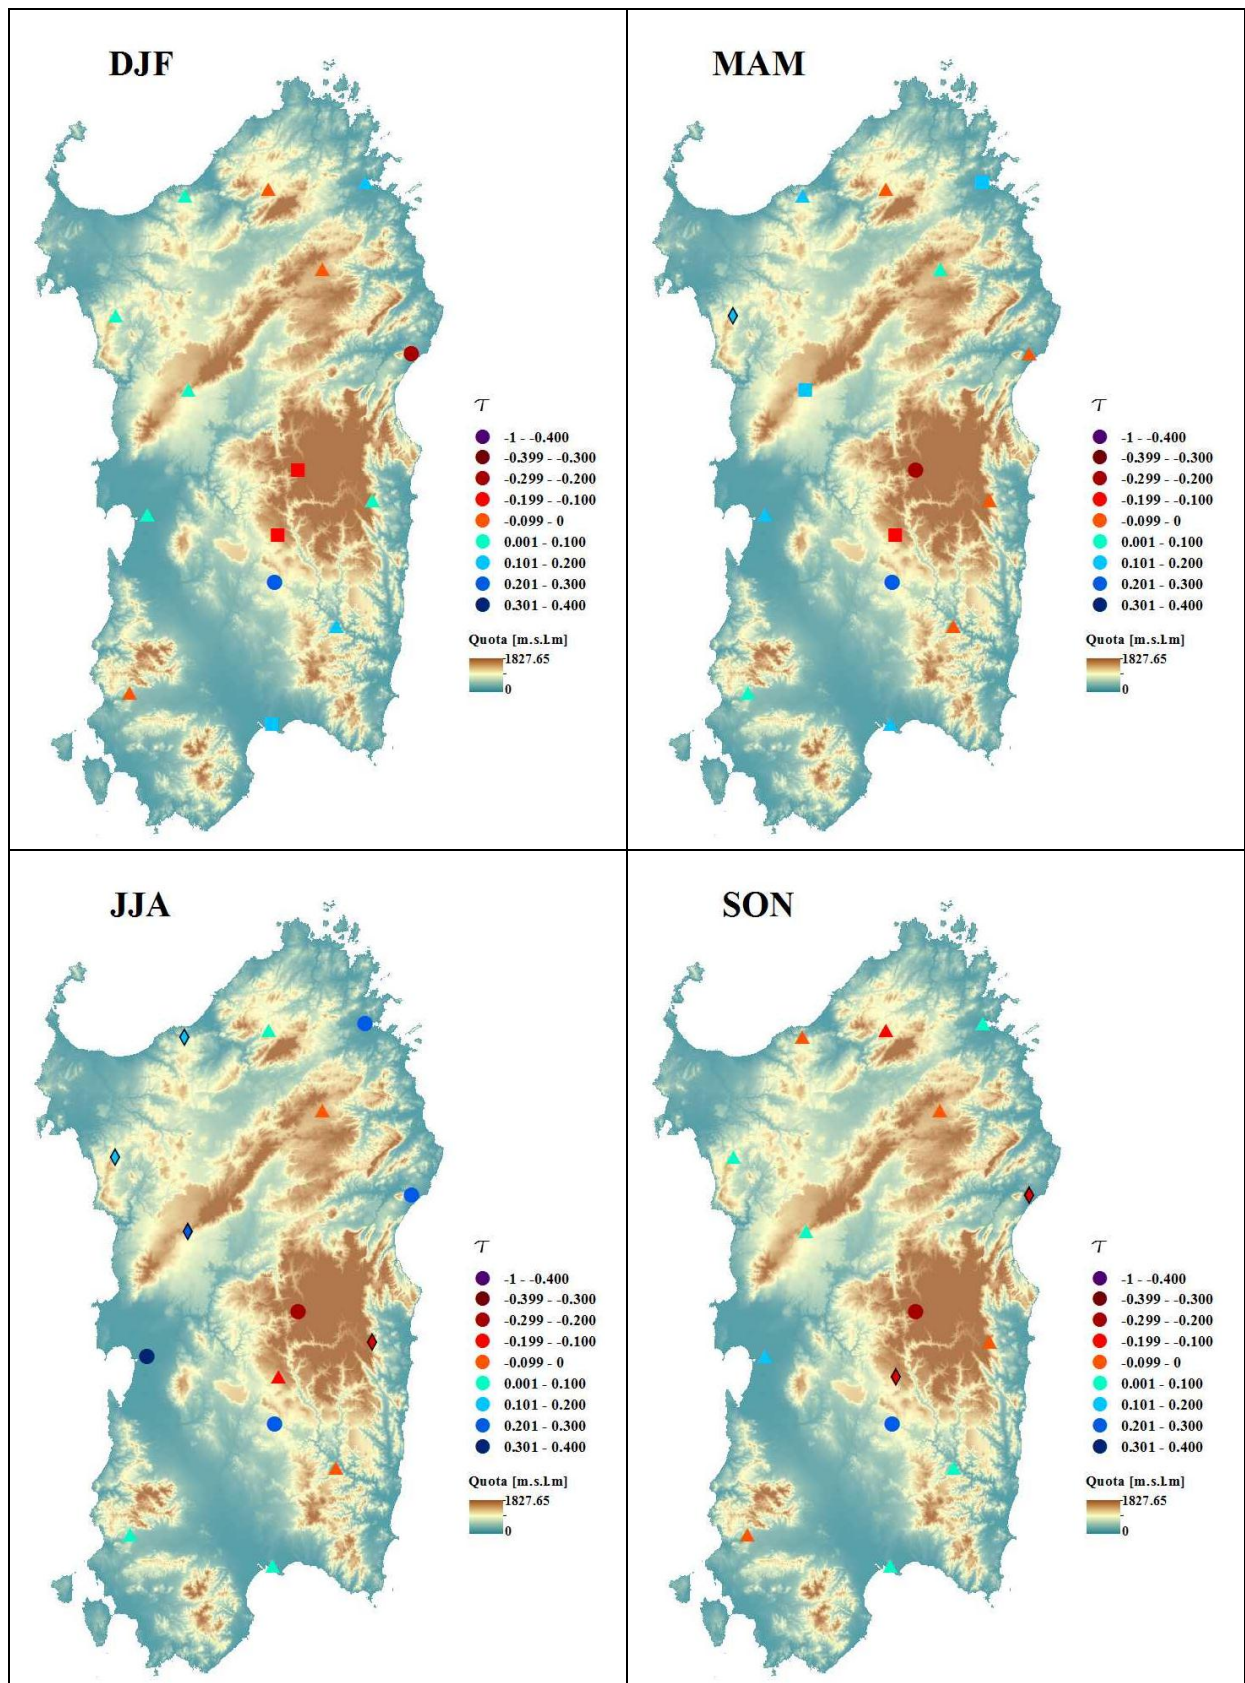 DJF
𝒯
-1 - -0.400
-0.399 - -0.300
-0.299 - -0.200
-0.199 - -0.100
-0.099 - 0
0.001 - 0.100
0.101 - 0.200
0.201 - 0.300
0.301 - 0.400
Quota [m.s.l.m]
1827.65
0
MAM
𝒯
-1 - -0.400
-0.399 - -0.300
-0.299 - -0.200
-0.199 - -0.100
-0.099 - 0
0.001 - 0.100
0.101 - 0.200
0.201 - 0.300
0.301 - 0.400
Quota [m.s.l.m]
1827.65
0
JJA
𝒯
-1 - -0.400
-0.399 - -0.300
-0.299 - -0.200
-0.199 - -0.100
-0.099 - 0
0.001 - 0.100
0.101 - 0.200
0.201 - 0.300
0.301 - 0.400
Quota [m.s.l.m]
1827.65
0
SON
𝒯
-1 - -0.400
-0.399 - -0.300
-0.299 - -0.200
-0.199 - -0.100
-0.099 - 0
0.001 - 0.100
0.101 - 0.200
0.201 - 0.300
0.301 - 0.400
Quota [m.s.l.m]
1827.65
0